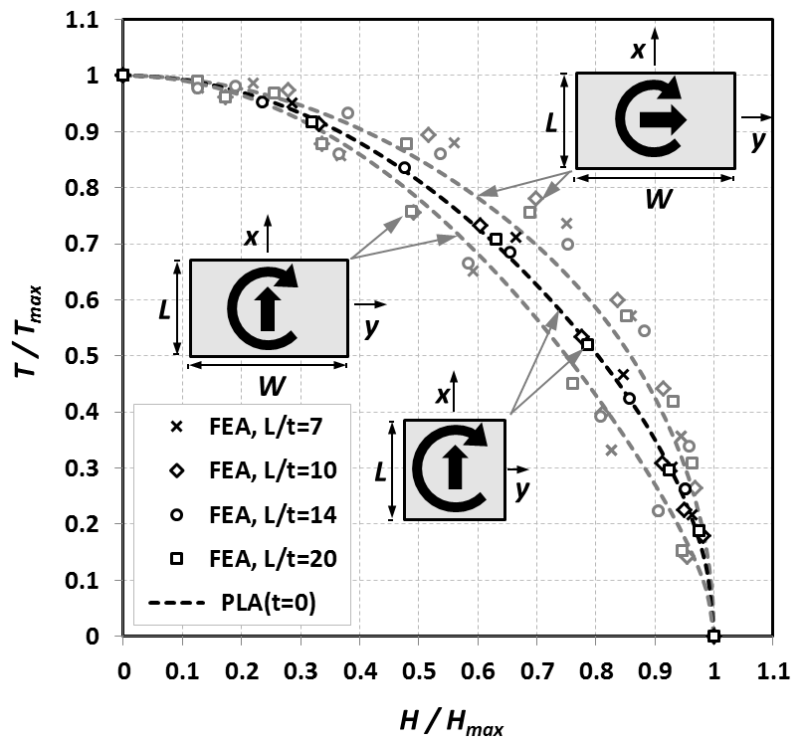 1.1
1
0.9
0.8
0.7
0.6
0.5
0.4
0.3
0.2
0.1
0
T / Tmax
x
L
y
W
x
L
y
W
x
L
y
FEA, L/t=7
FEA, L/t=10
FEA, L/t=14
FEA, L/t=20
PLA(t=0)
0 0.1 0.2 0.3 0.4 0.5 0.6 0.7 0.8 0.9 1 1.1
H / Hmax